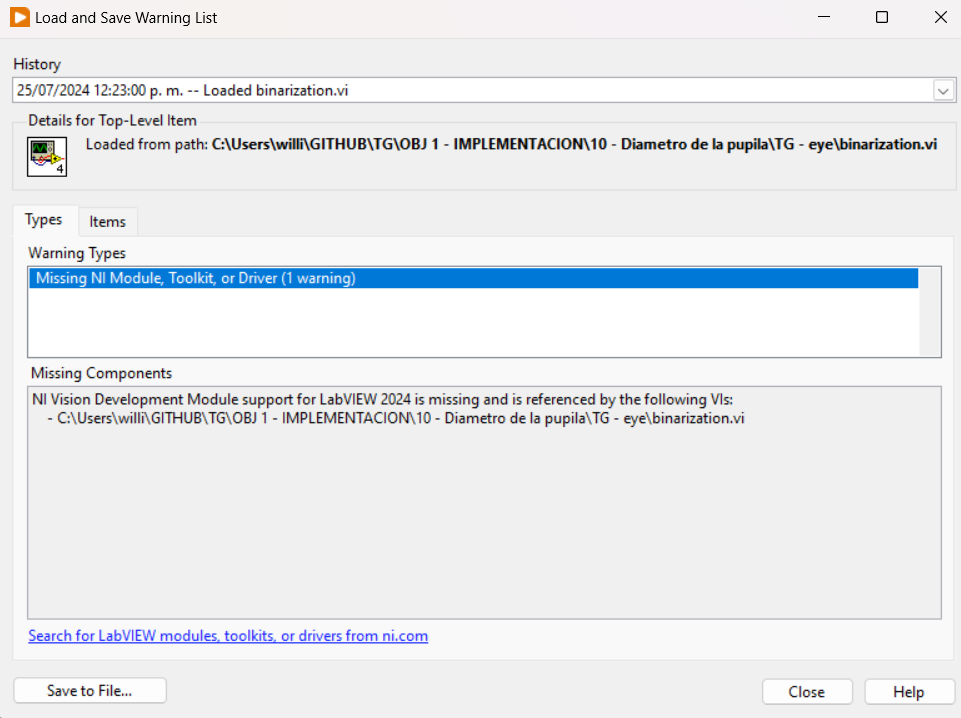 Load and Save Warning List
History
25/07/2024 12:23:00 p. m. -- Loaded binarization.vi
Details for Top-Level Item
Loaded from path: C:\Users\willi\GITHUB\TG\OBJ 1 - IMPLEMENTACION\10 - Diametro de la pupila\TG - eye\binarization.vi
4
Types Items
Warning Types
Missing NI Module, Toolkit, or Driver (1 warning)
Missing Components
NI Vision Development Module support for LabVIEW 2024 is missing and is referenced by the following VIs:
- C:\Users\willi\GITHUB\TG\OBJ 1 - IMPLEMENTACION\10 - Diametro de la pupila\TG - eye\binarization.vi
Search for LabVIEW modules, toolkits, or drivers from ni.com
Save to File... Close Help